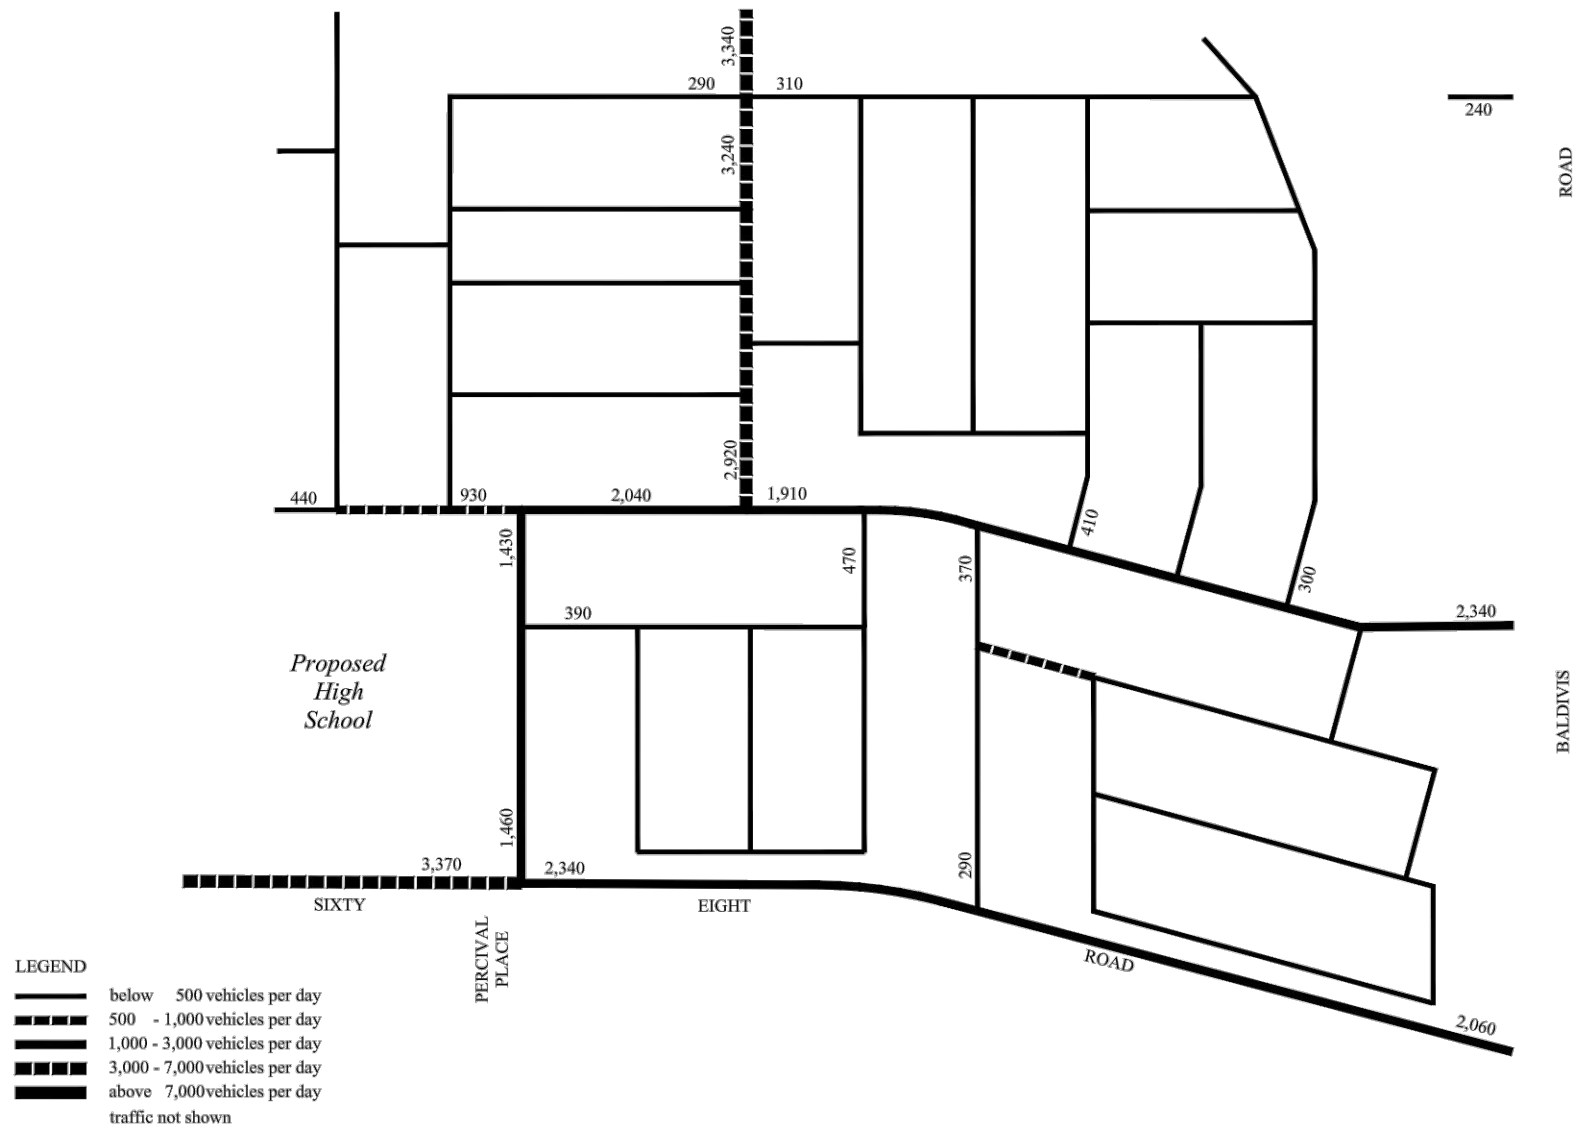 3,340
290
310
240
3,240
ROAD
2,920
440
930
2,040
1,910
1,430
470
370
410
300
390
2,340
Proposed
High
School
BALDIVIS
1,460
3,370
2,340
290
SIXTY
EIGHT
PERCIVAL
PLACE
ROAD
2,060
LEGEND
below 500 vehicles per day
500 - 1,000 vehicles per day
1,000 - 3,000 vehicles per day
3,000 - 7,000 vehicles per day
above 7,000 vehicles per day
traffic not shown